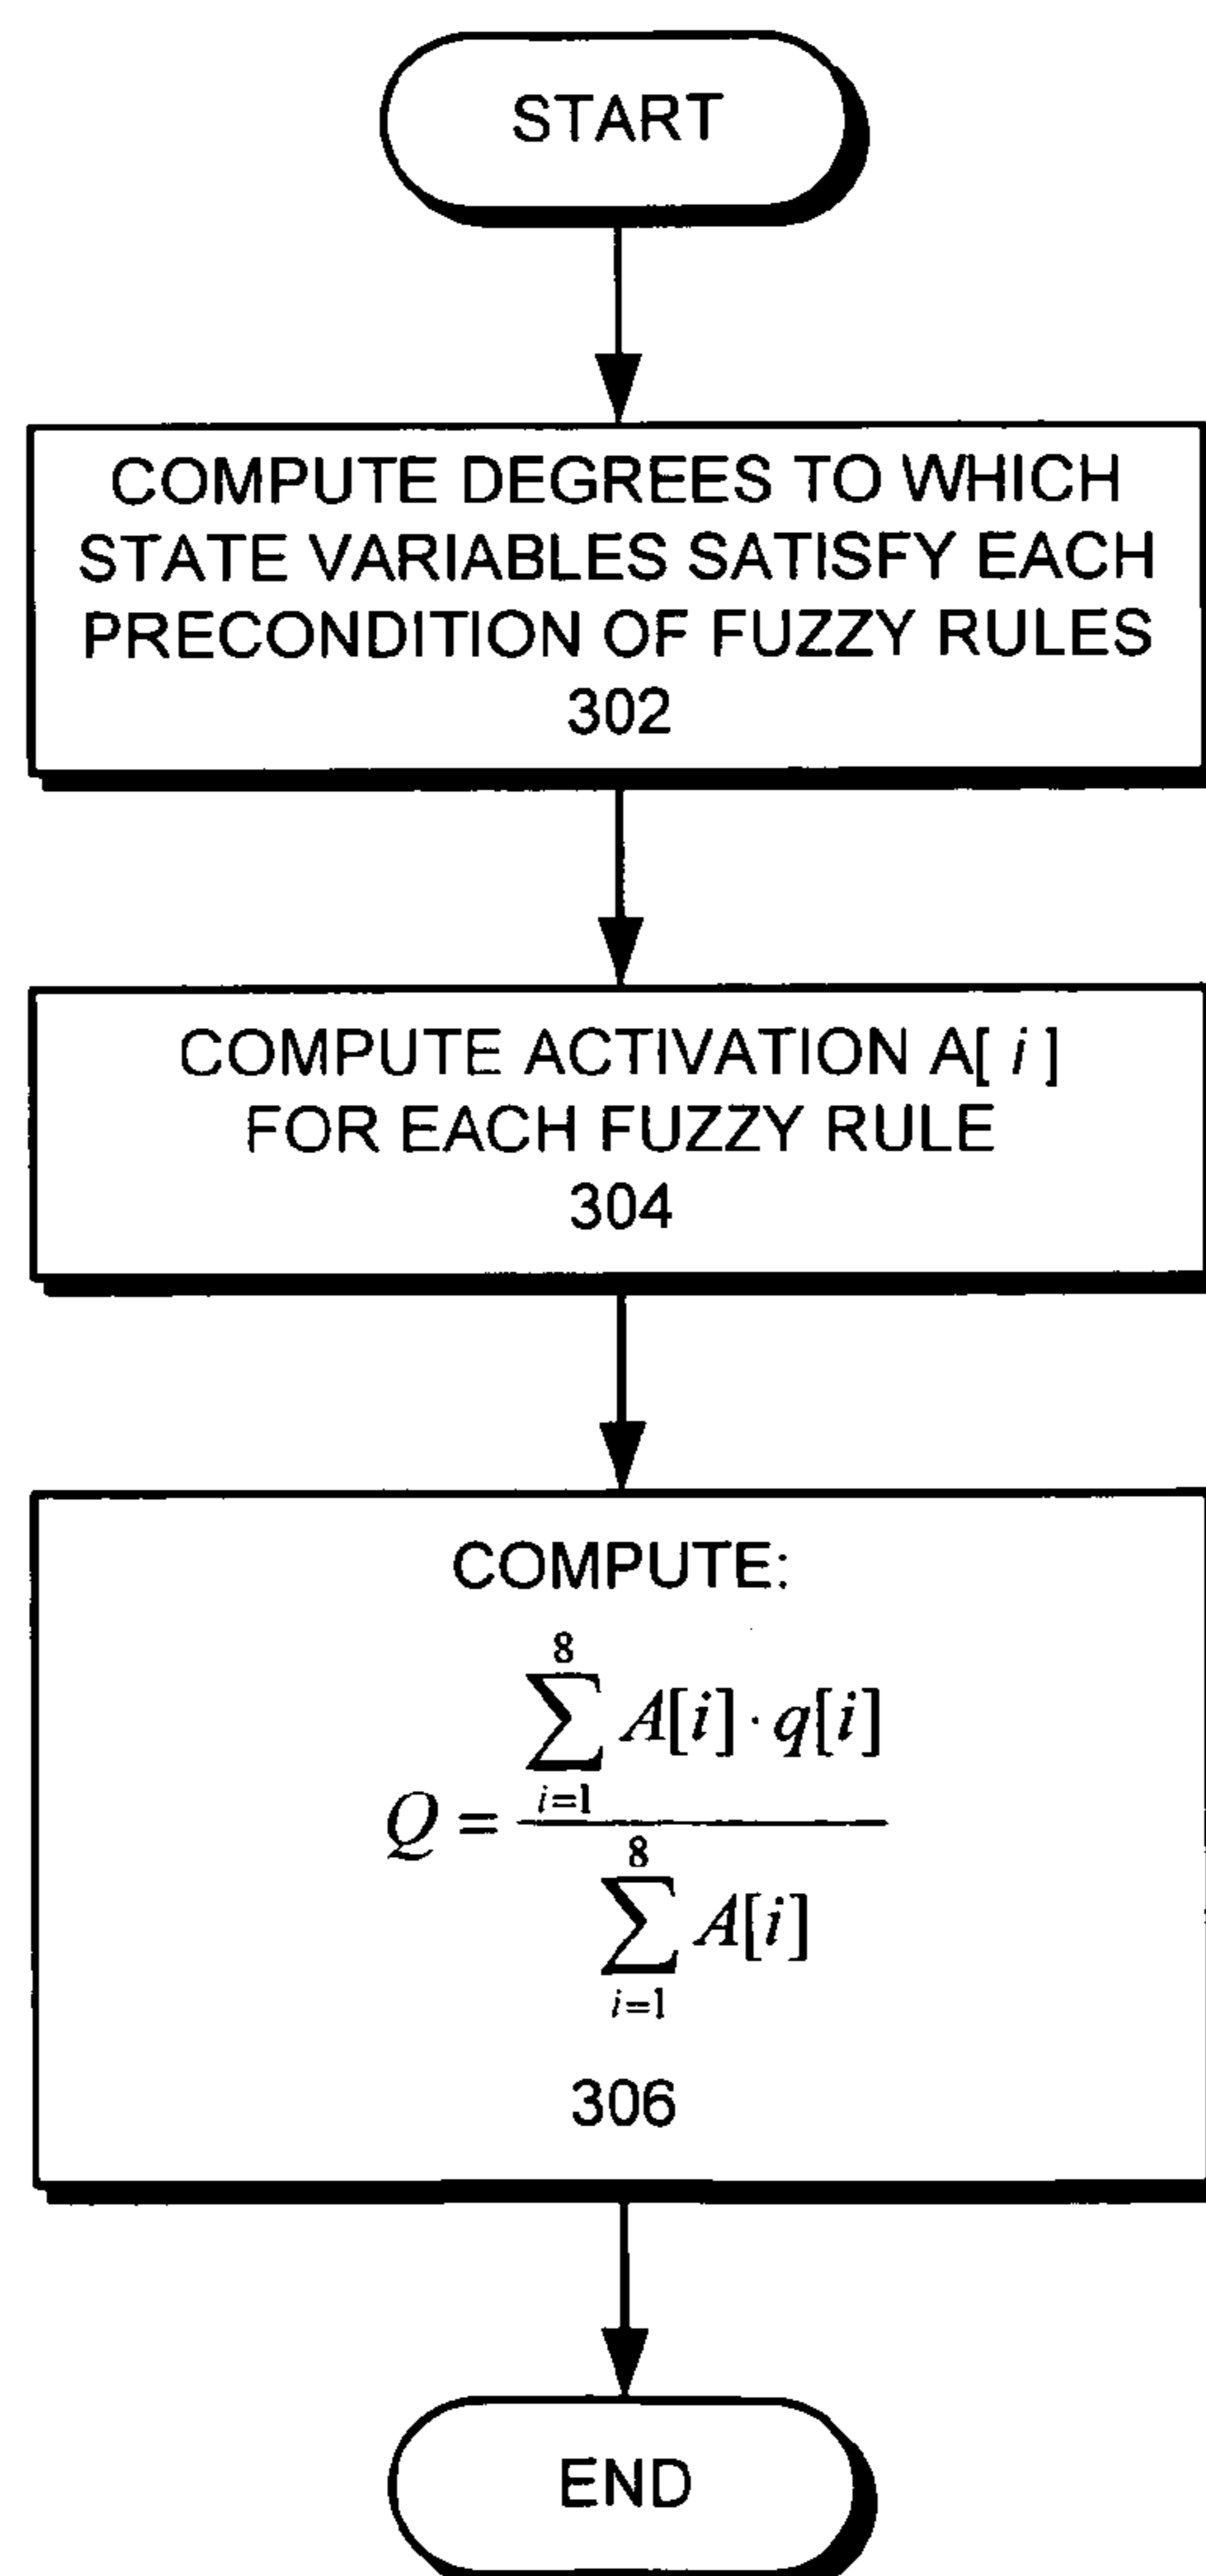 START
COMPUTE DEGREES TO WHICH
STATE VARIABLES SATISFY EACH
PRECONDITION OF FUZZY RULES
302
COMPUTE ACTIVATION A[ i ]
FOR EACH FUZZY RULE
304
COMPUTE:
8
∑ A[i] · q[i]
i=1
Q =
8
∑ A[i]
i=1
306
END